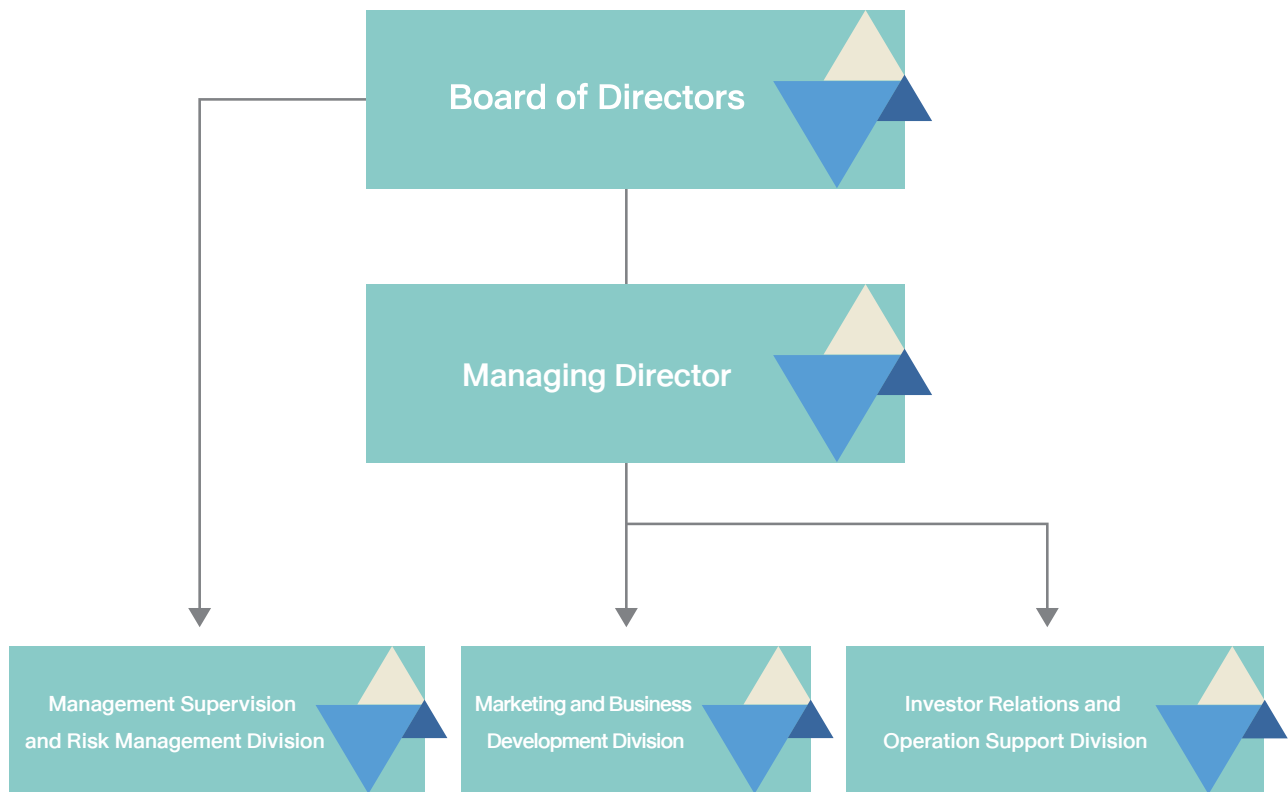 Board of Directors
Managing Director
Management Supervision
and Risk Management Division
Marketing and Business
Development Division
Investor Relations and
Operation Support Division